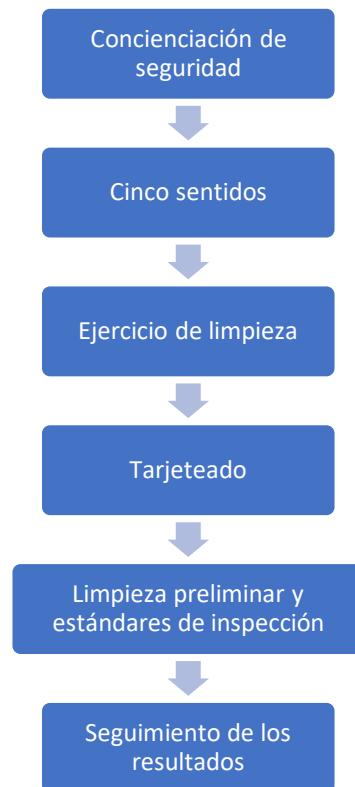 Concienciación de
seguridad
Cinco sentidos
Ejercicio de limpieza
Tarjeteado
Limpieza preliminar y
estándares de inspección
Seguimiento de los
resultados